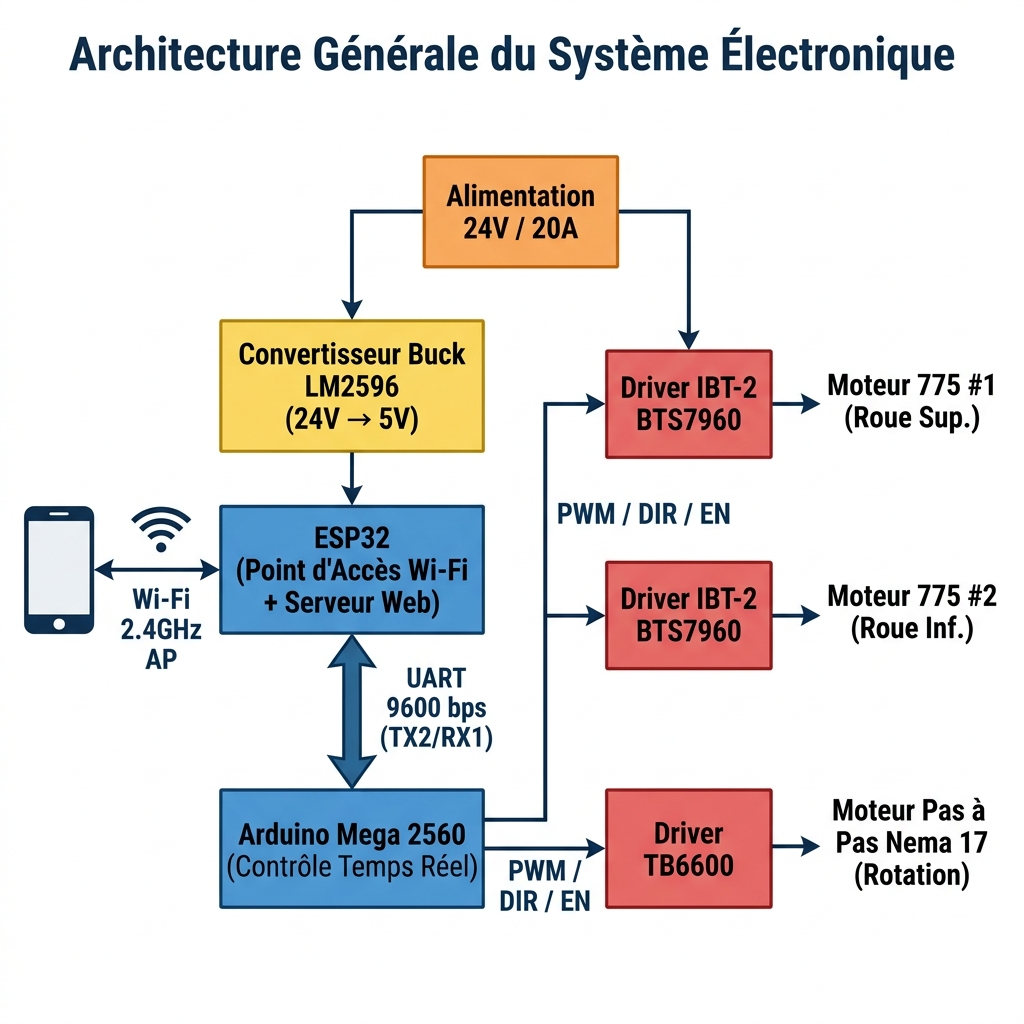 Architecture Générale du Système Électronique
Alimentation
24V / 20A
Convertisseur Buck
LM2596
(24V → 5V)
Driver IBT-2
BTS7960
Moteur 775 #1
(Roue Sup.)
PWM / DIR / EN
ESP32
(Point d'Accès Wi-Fi
+ Serveur Web)
Wi-Fi
2.4GHz
AP
Driver IBT-2
BTS7960
Moteur 775 #2
(Roue Inf.)
UART
9600 bps
(TX2/RX1)
Arduino Mega 2560
(Contrôle Temps Réel)
PWM /
DIR / EN
Driver
TB6600
Moteur Pas à
Pas Nema 17
(Rotation)